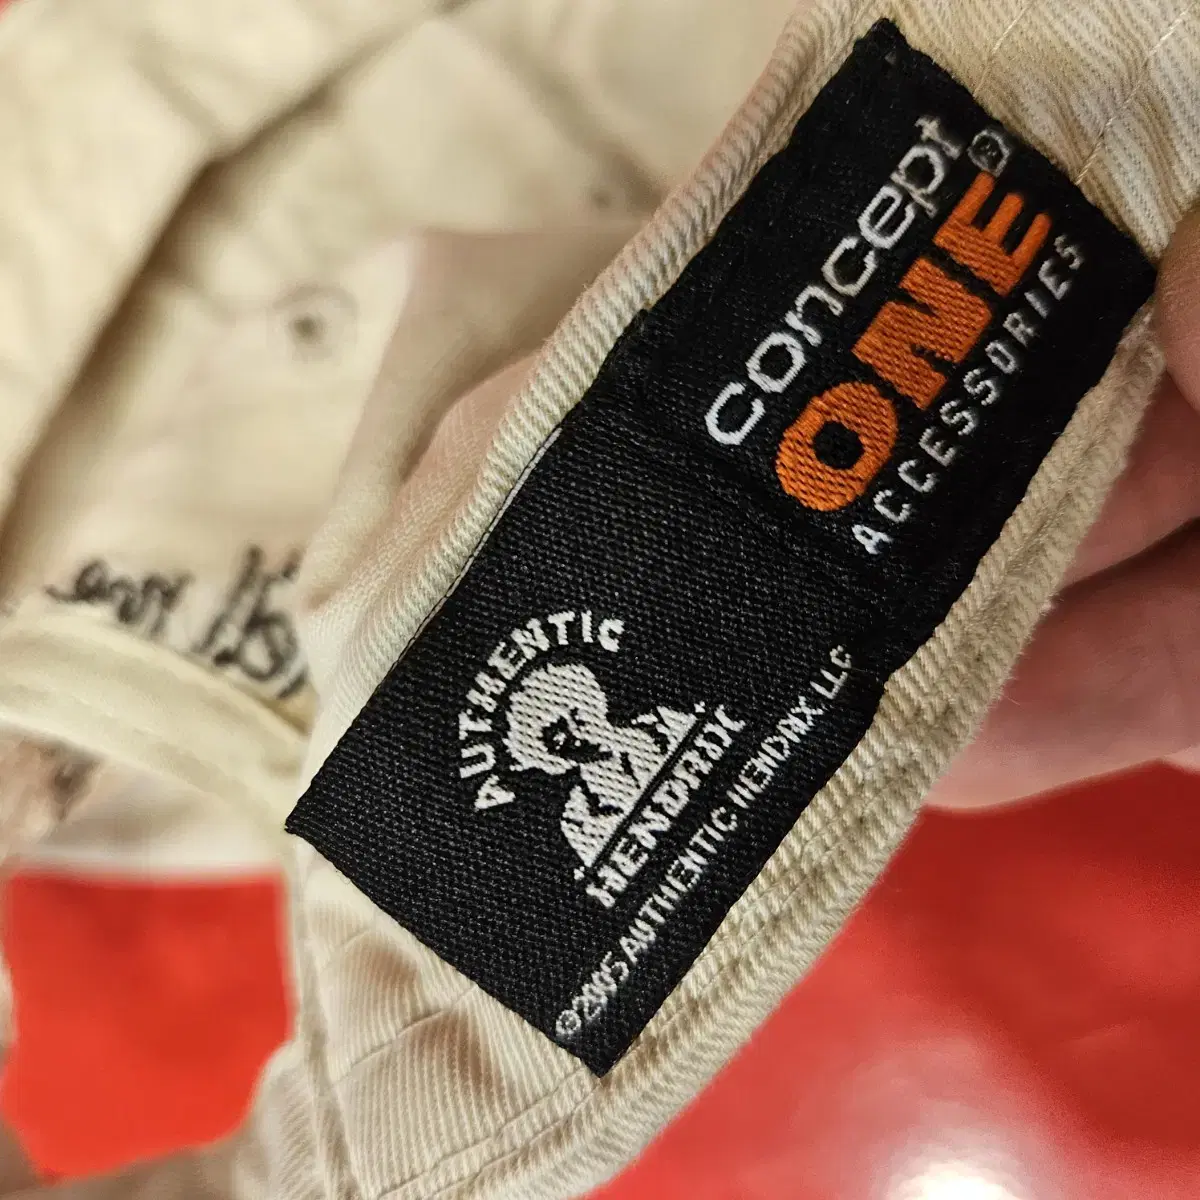 concept ®
ONE
ACCESSORIES
AUTHENTIC
HENDRIX
©2005 AUTHENTIC HENDRIX, LLC